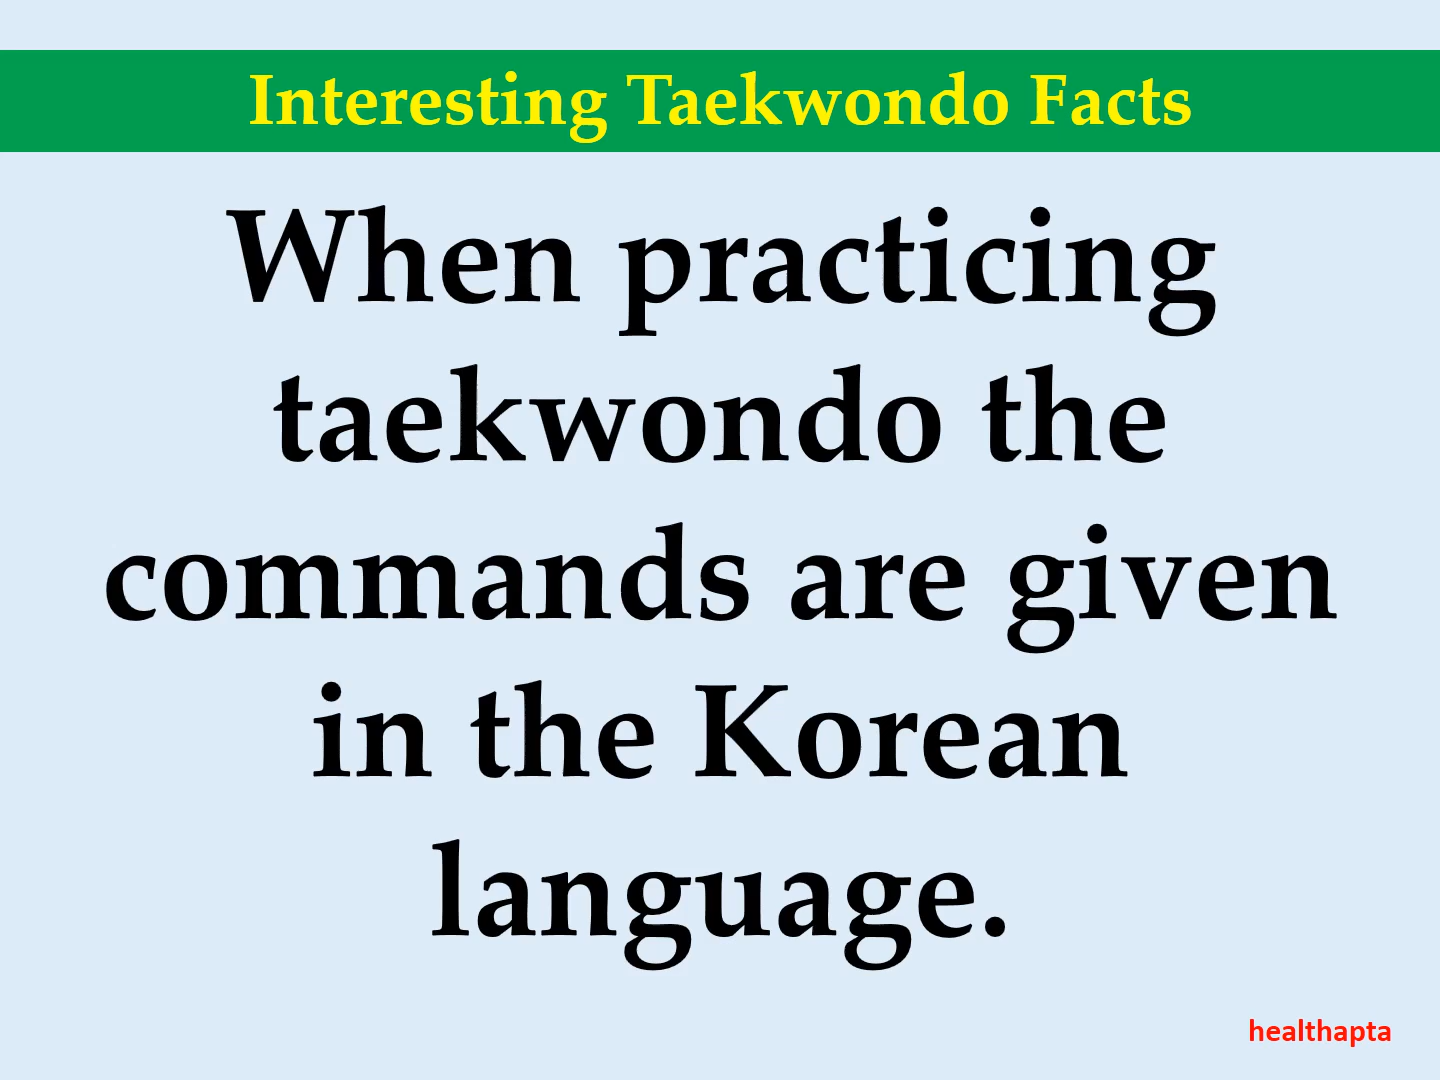 Interesting Taekwondo Facts
When practicing
taekwondo the
commands are given
in the Korean
language.
healthapta